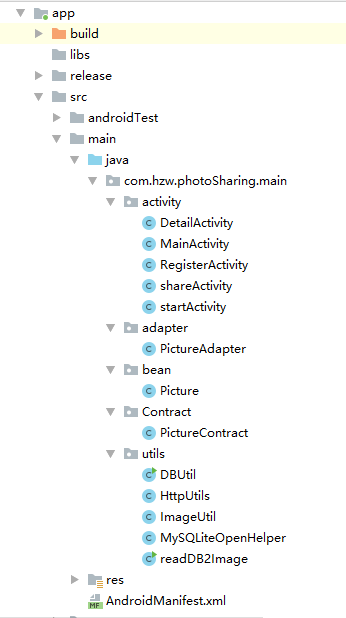 app
build
libs
release
src
androidTest
main
java
com.hzw.photoSharing.main
activity
DetailActivity
MainActivity
RegisterActivity
shareActivity
startActivity
adapter
PictureAdapter
bean
Picture
Contract
PictureContract
utils
DBUtil
HttpUtils
ImageUtil
MySQLiteOpenHelper
readDB2Image
res
AndroidManifest.xml